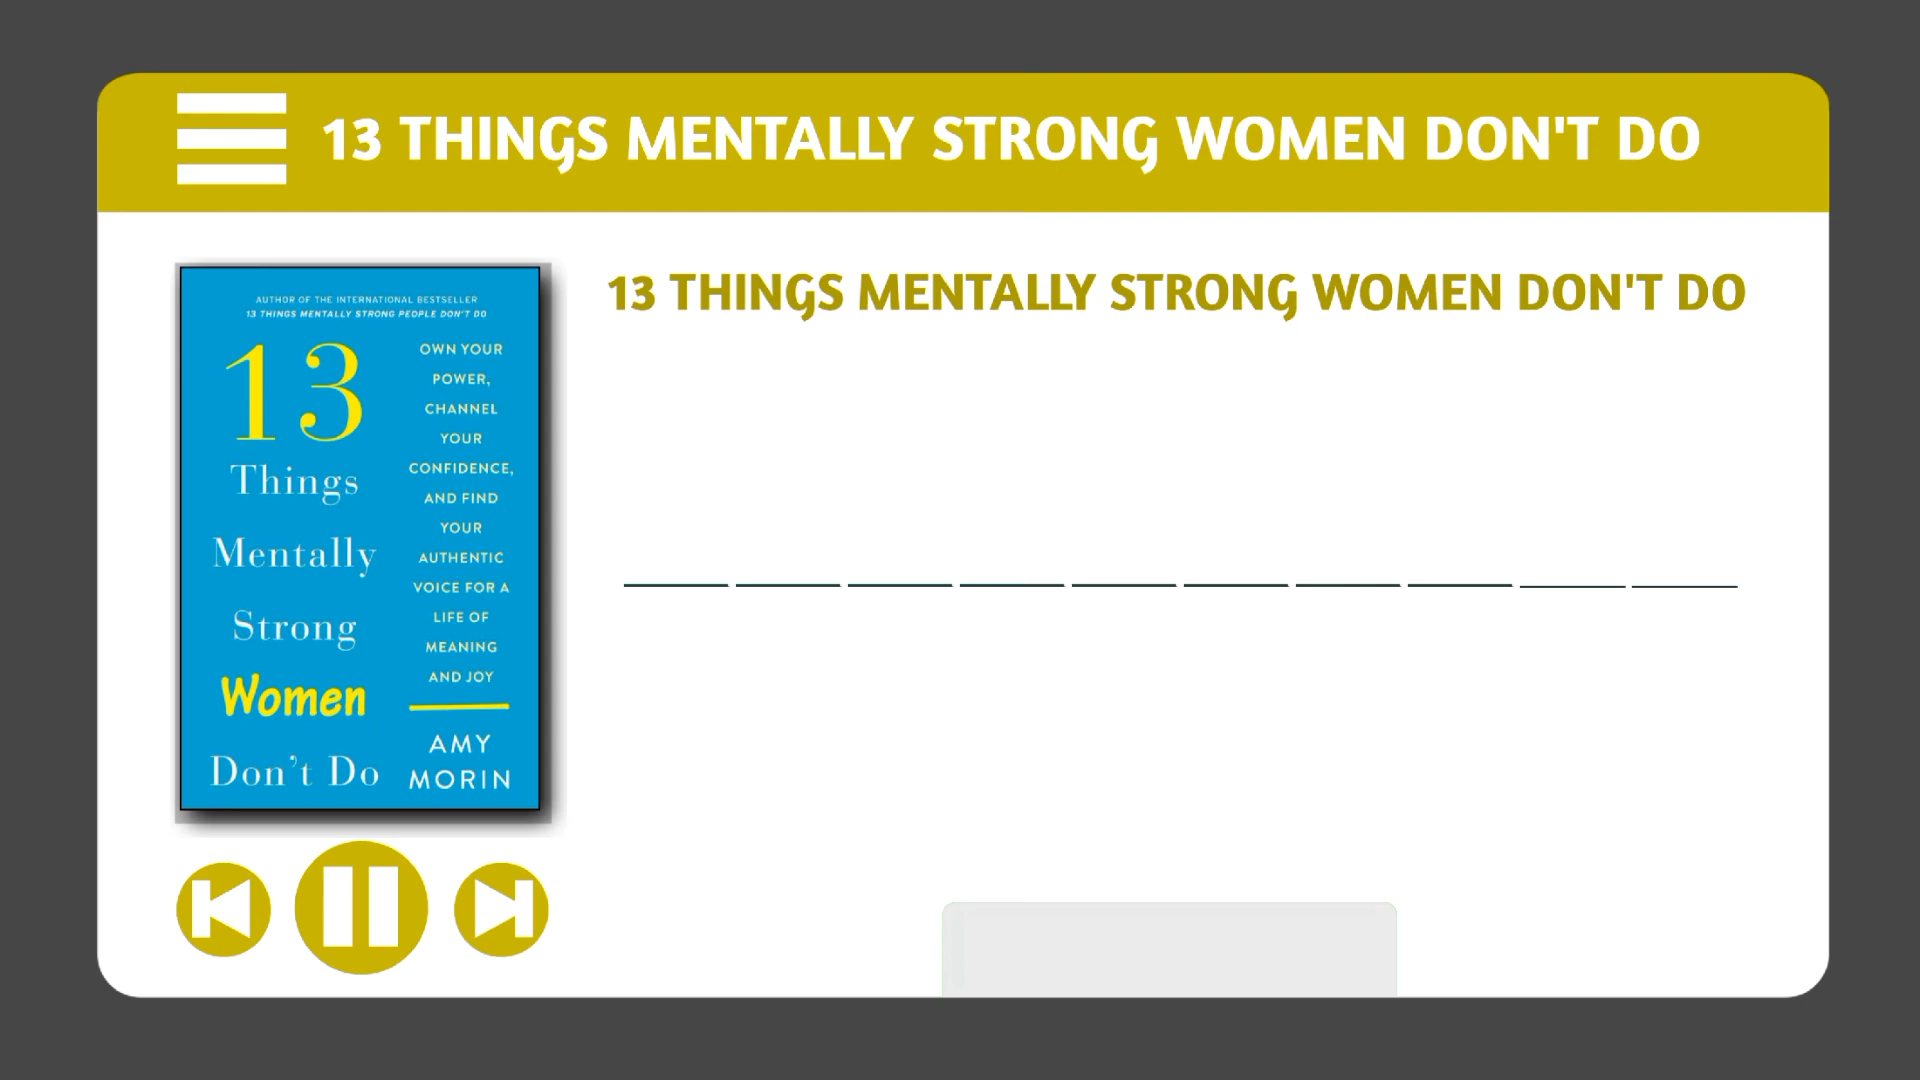 13 THINGS MENTALLY STRONG WOMEN DON'T DO
AUTHOR OF THE INTERNATIONAL BESTSELLER
13 THINGS MENTALLY STRONG PEOPLE DON'T DO
13
Things
Mentally
Strong
Women
Don't Do
OWN YOUR
POWER,
CHANNEL
YOUR
CONFIDENCE,
AND FIND
YOUR
AUTHENTIC
VOICE FOR A
LIFE OF
MEANING
AND JOY
AMY
MORIN
13 THINGS MENTALLY STRONG WOMEN DON'T DO